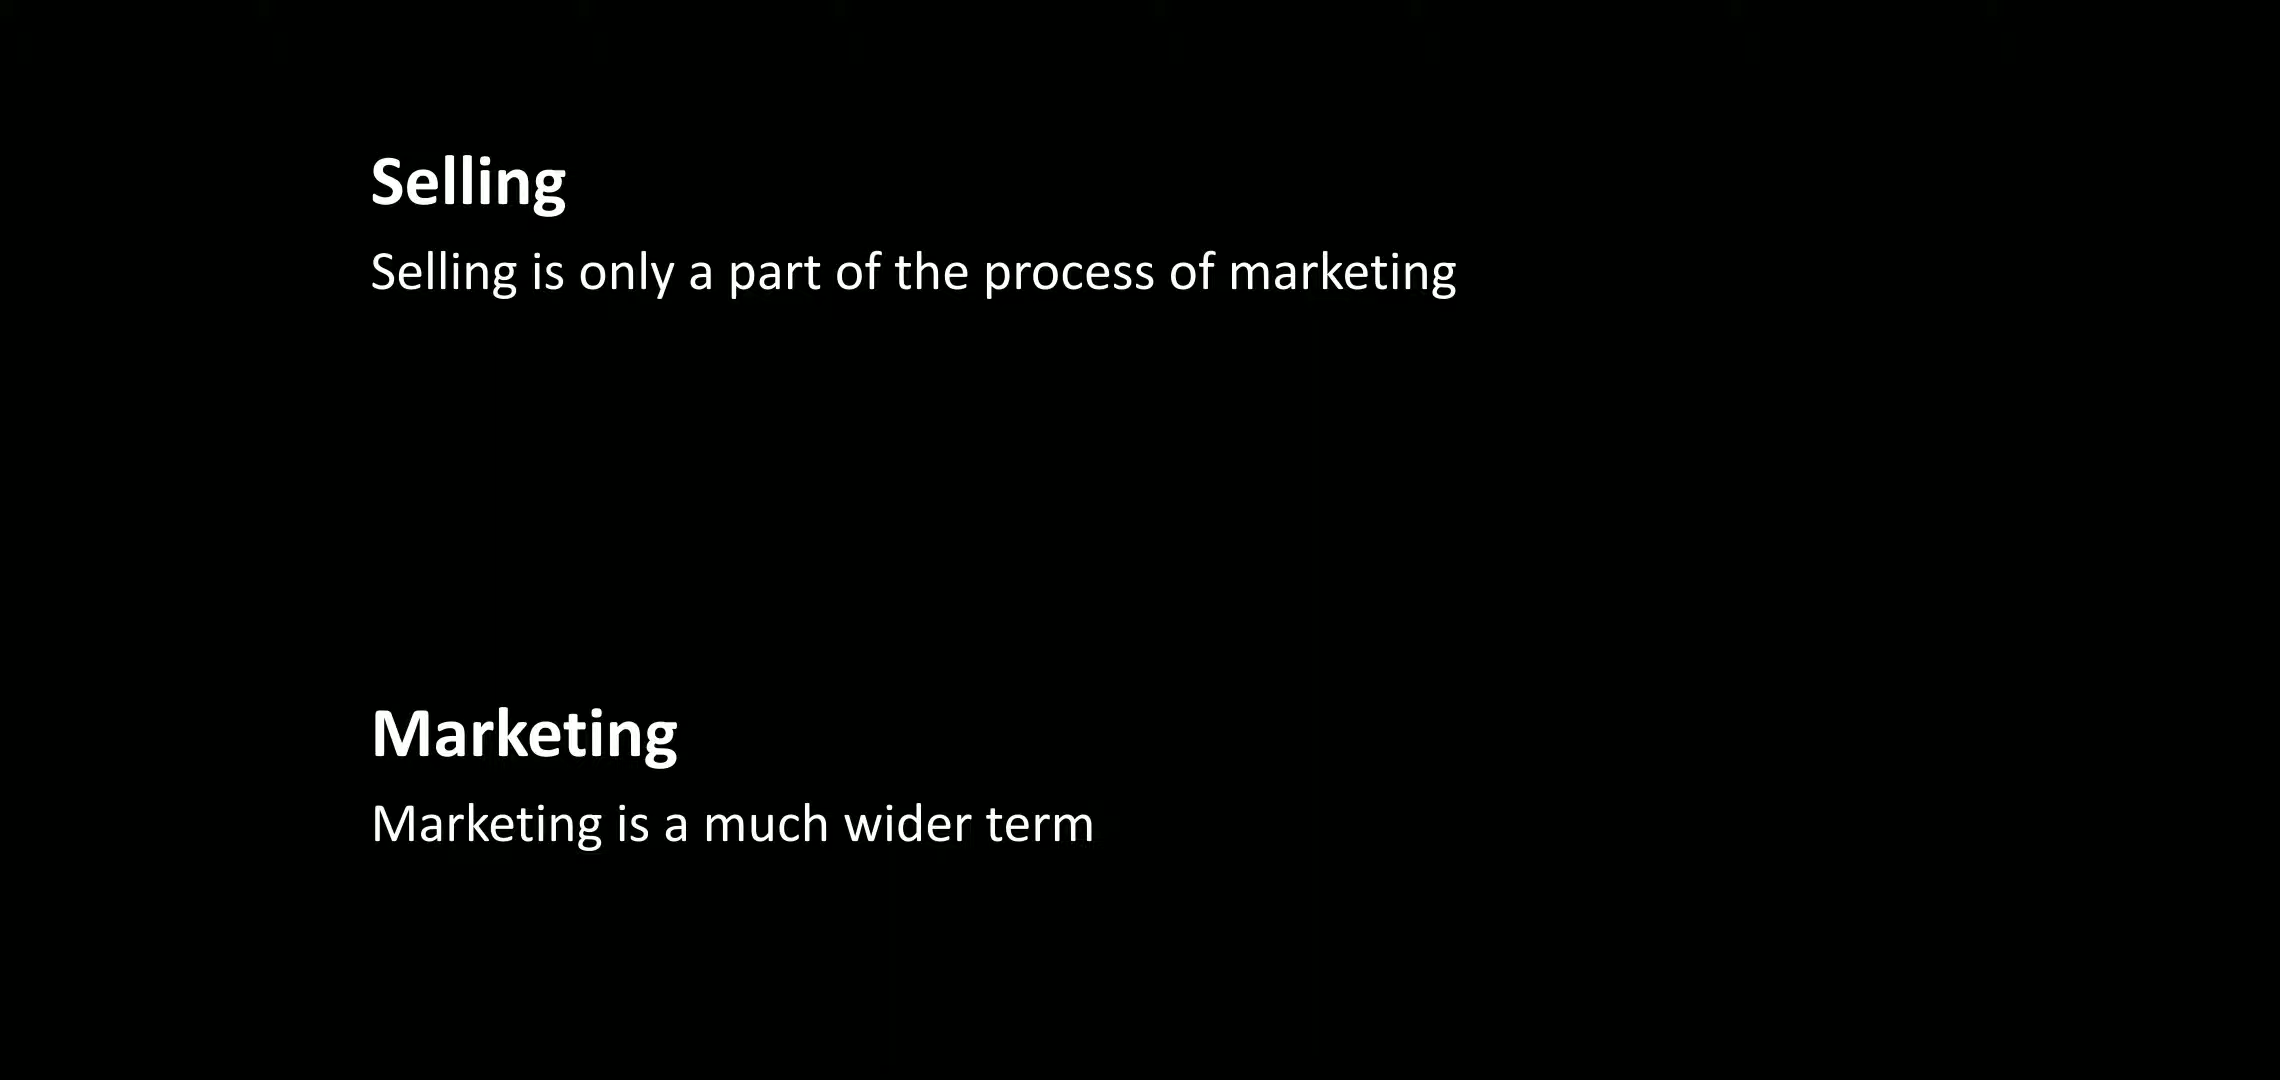 Selling
Selling is only a part of the process of marketing
Marketing
Marketing is a much wider term